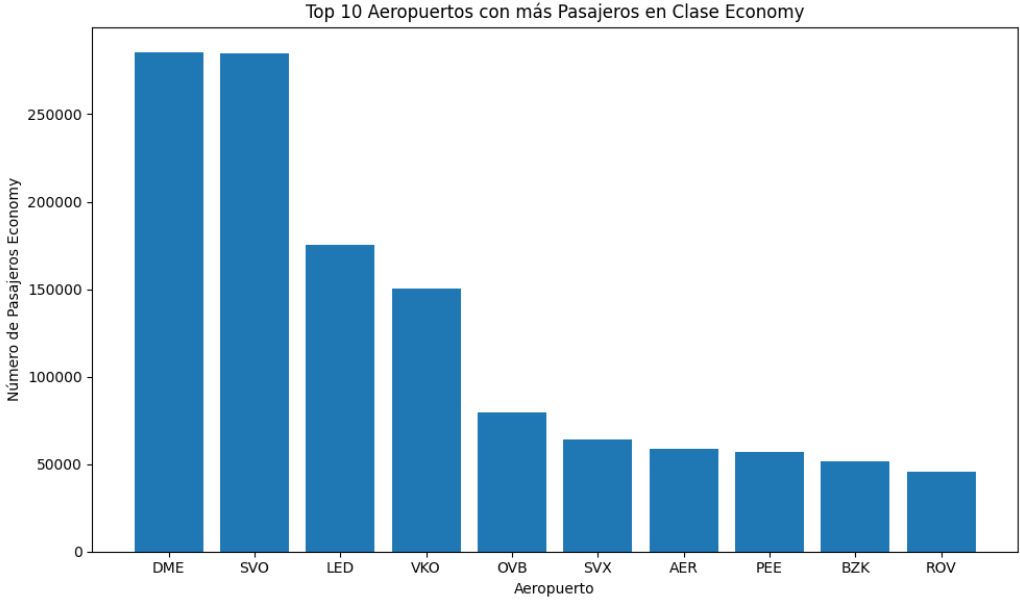 Top 10 Aeropuertos con más Pasajeros en Clase Economy
Número de Pasajeros Economy
250000
200000
150000
100000
50000
0
DME SVO LED VKO OVB SVX AER PEE BZK ROV
Aeropuerto